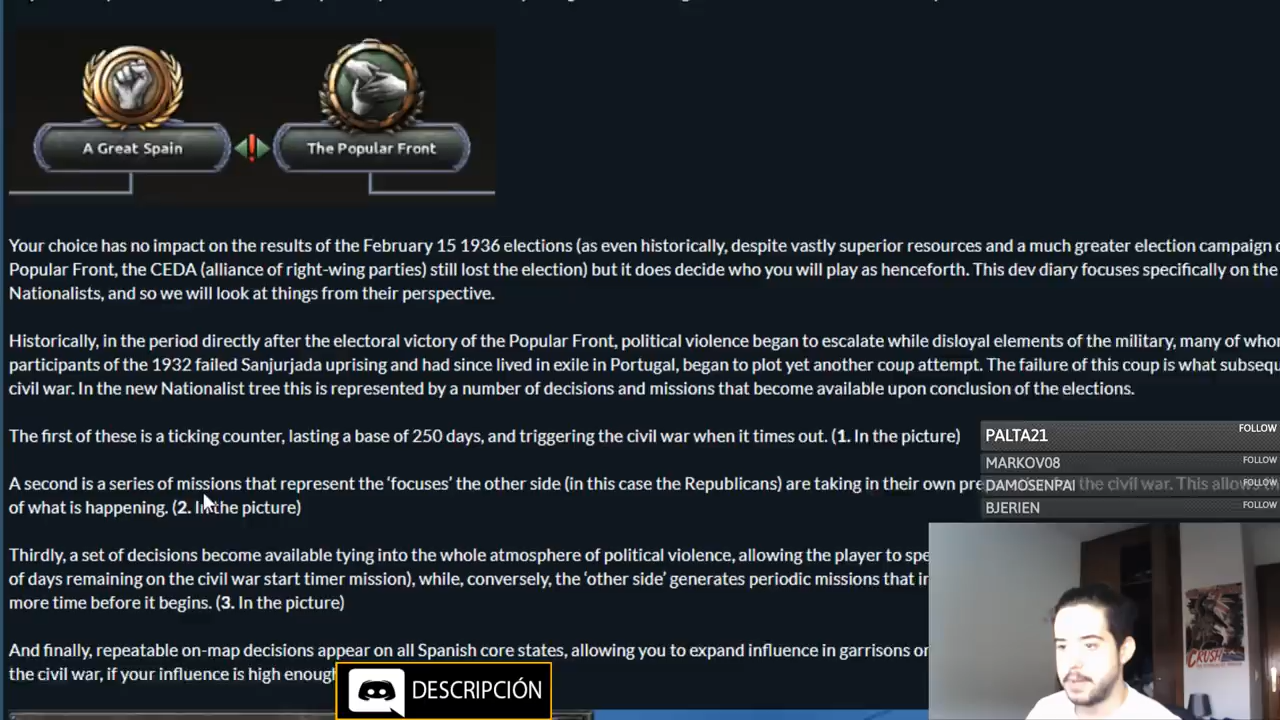 A Great Spain
The Popular Front
Your choice has no impact on the results of the February 15 1936 elections (as even historically, despite vastly superior resources and a much greater election campaign
Popular Front, the CEDA (alliance of right-wing parties) still lost the election) but it does decide who you will play as henceforth. This dev diary focuses specifically on the
Nationalists, and so we will look at things from their perspective.
Historically, in the period directly after the electoral victory of the Popular Front, political violence began to escalate while disloyal elements of the military, many of
participants of the 1932 failed Sanjurjada uprising and had since lived in exile in Portugal, began to plot yet another coup attempt. The failure of this coup is what
civil war. In the new Nationalist tree this is represented by a number of decisions and missions that become available upon conclusion of the elections.
The first of these is a ticking counter, lasting a base of 250 days, and triggering the civil war when it times out. (1. In the picture)
PALTA21 FOLLOW
MARKOV08 FOLLOW
A second is a series of missions that represent the 'focuses' the other side (in this case the Republicans) are taking in their own the civil war. This allows
DAMOSENPAI FOLLOW
of what is happening. (2. In the picture)
BJERIEN FOLLOW
Thirdly, a set of decisions become available tying into the whole atmosphere of political violence, allowing the player to
of days remaining on the civil war start timer mission), while, conversely, the 'other side' generates periodic missions that
more time before it begins. (3. In the picture)
And finally, repeatable on-map decisions appear on all Spanish core states, allowing you to expand influence in garrisons
the civil war, if your influence is high
DESCRIPCIÓN
CRUSH